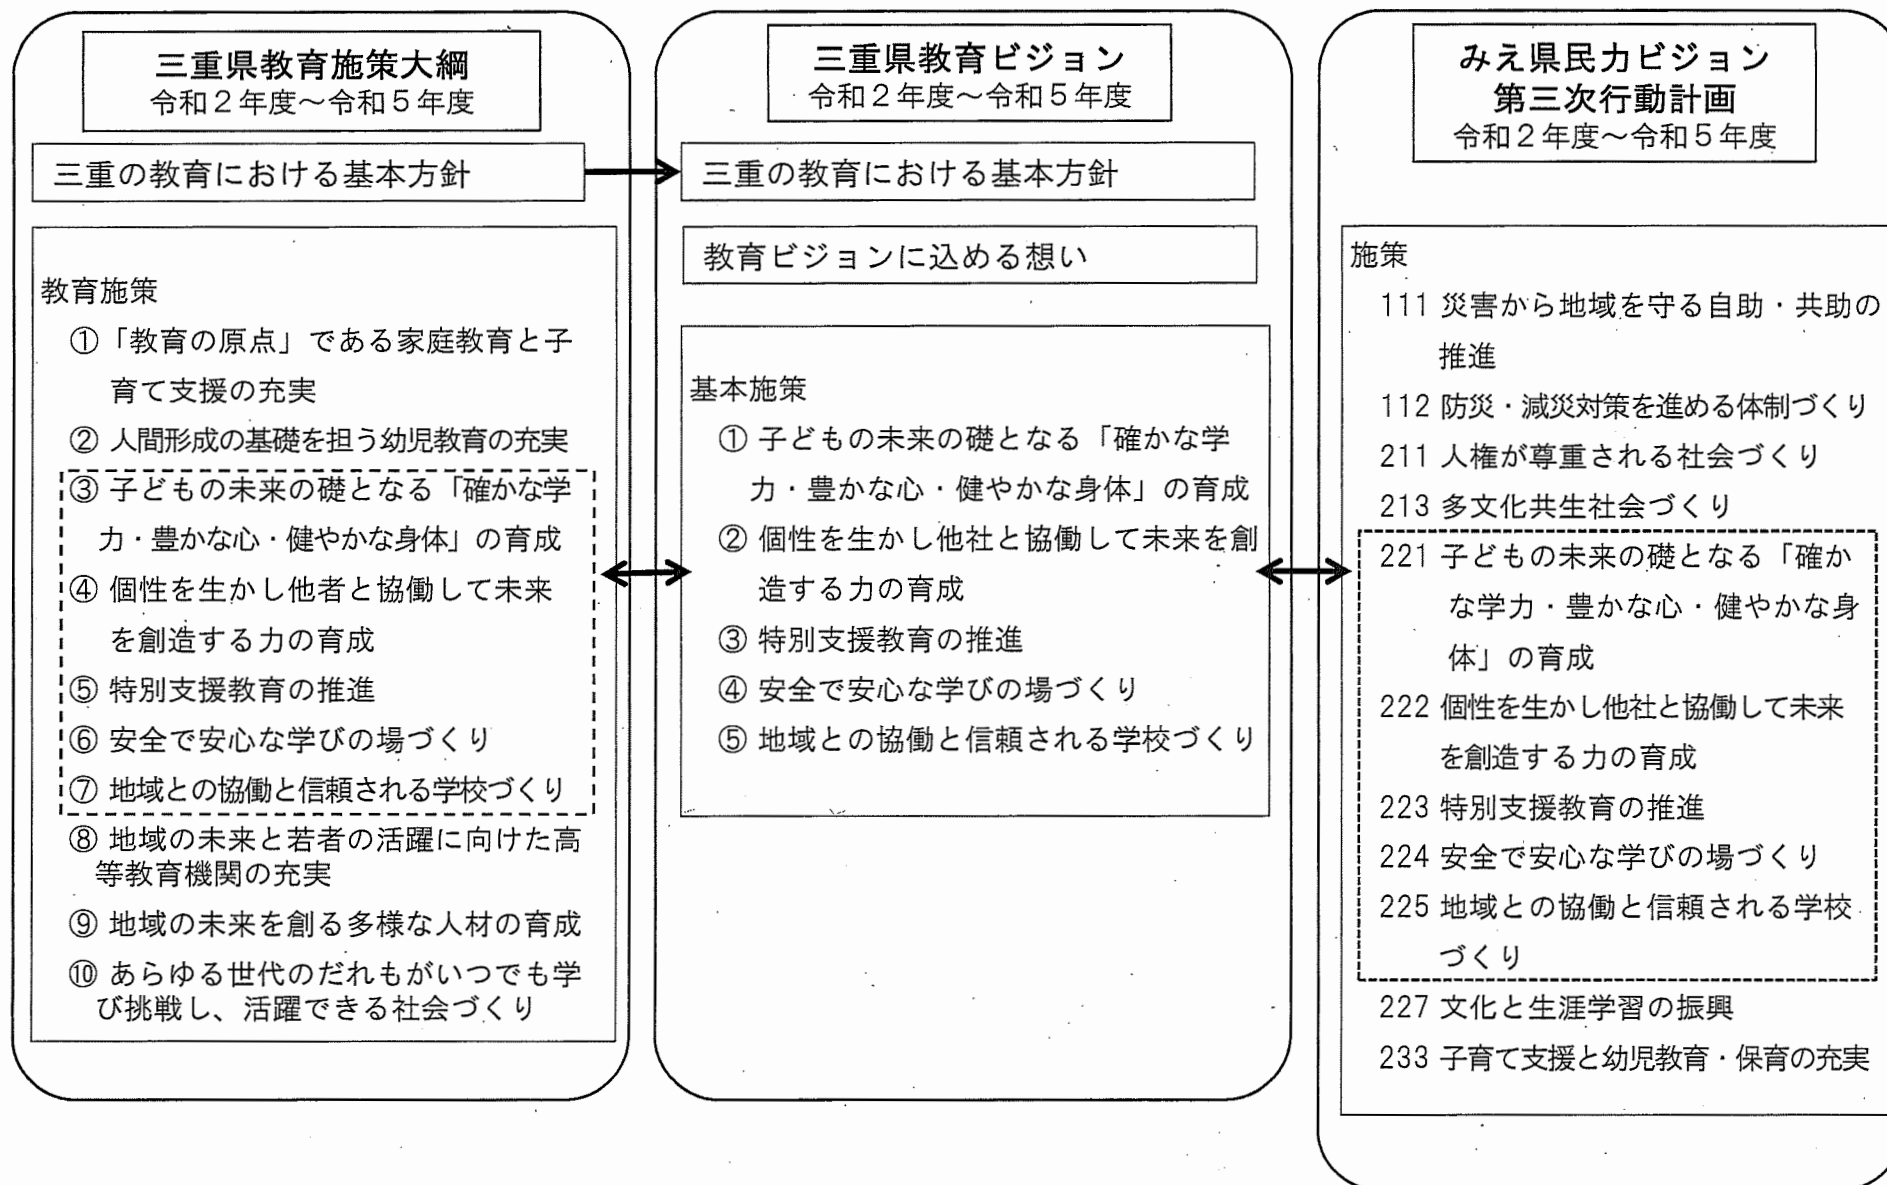 三重県教育施策大綱
令和２年度～令和５年度
三重の教育における基本方針
教育施策
①「教育の原点」である家庭教育と子
育て支援の充実
② 人間形成の基礎を担う幼児教育の充実
③ 子どもの未来の礎となる「確かな学
力・豊かな心・健やかな身体」の育成
④ 個性を生かし他者と協働して未来
を創造する力の育成
⑤ 特別支援教育の推進
⑥ 安全で安心な学びの場づくり
⑦ 地域との協働と信頼される学校づくり
⑧ 地域の未来と若者の活躍に向けた高
等教育機関の充実
⑨ 地域の未来を創る多様な人材の育成
⑩ あらゆる世代のだれもがいつでも学
び挑戦し、活躍できる社会づくり
三重県教育ビジョン
令和２年度～令和５年度
三重の教育における基本方針
教育ビジョンに込める想い
基本施策
① 子どもの未来の礎となる「確かな学
力・豊かな心・健やかな身体」の育成
② 個性を生かし他社と協働して未来を創
造する力の育成
③ 特別支援教育の推進
④ 安全で安心な学びの場づくり
⑤ 地域との協働と信頼される学校づくり
みえ県民力ビジョン
第三次行動計画
令和２年度～令和５年度
施策
111 災害から地域を守る自助・共助の
推進
112 防災・減災対策を進める体制づくり
211 人権が尊重される社会づくり
213 多文化共生社会づくり
221 子どもの未来の礎となる「確か
な学力・豊かな心・健やかな身
体」の育成
222 個性を生かし他社と協働して未来
を創造する力の育成
223 特別支援教育の推進
224 安全で安心な学びの場づくり
225 地域との協働と信頼される学校
づくり
227 文化と生涯学習の振興
233 子育て支援と幼児教育・保育の充実